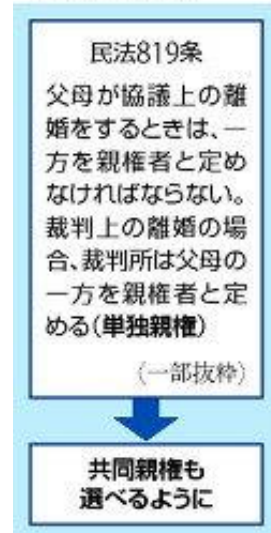 民法819条
父母が協議上の離
婚をするときは、一
方を親権者と定め
なければならない。
裁判上の離婚の場
合、裁判所は父母の
一方を親権者と定
める(単独親権)
(一部抜粋)
共同親権も
選べるように